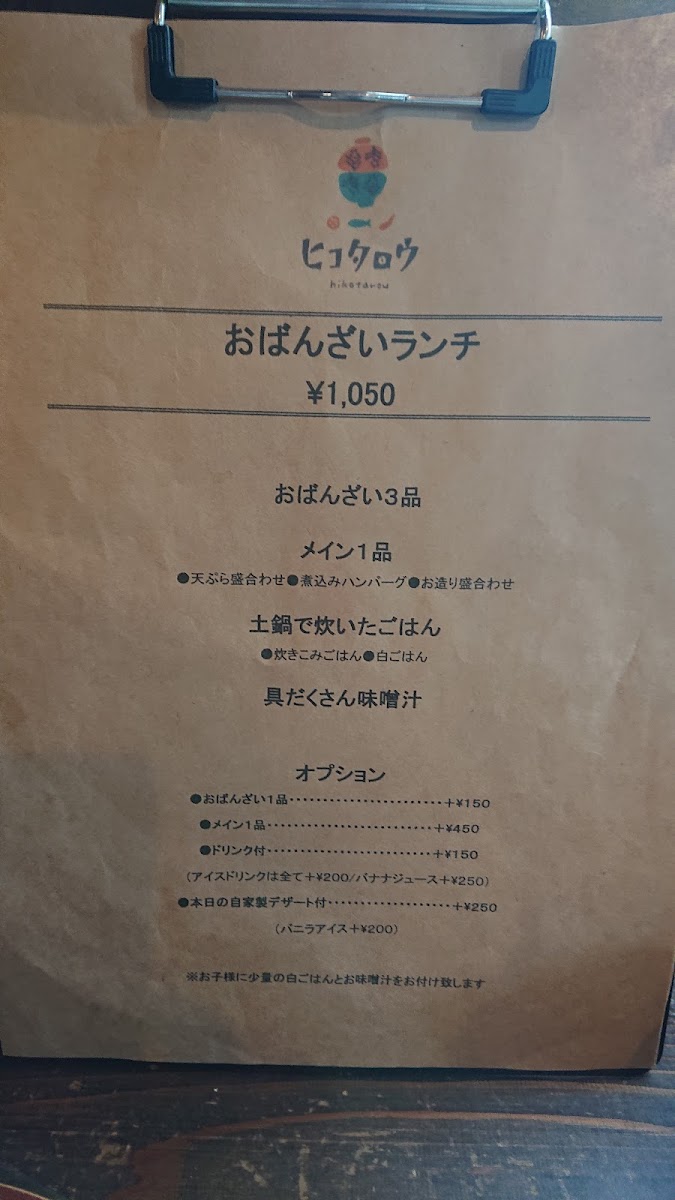 ヒコタロウ
hikotarou
おばんざいランチ
¥1,050
おばんざい３品
メイン１品
●天ぷら盛合わせ●煮込みハンバーグ●お造り盛合わせ
土鍋で炊いたごはん
●炊きこみごはん●白ごはん
具だくさん味噌汁
オプション
●おばんざい１品・・・・・・・・・・・・・・・・・・・・・・・＋¥150
●メイン１品・・・・・・・・・・・・・・・・・・・・・・・・・＋¥450
●ドリンク付・・・・・・・・・・・・・・・・・・・・・・・・・＋¥150
（アイスドリンクは全て＋¥200/バナナジュース＋¥250）
●本日の自家製デザート付・・・・・・・・・・・・・・・・・・・＋¥250
（バニラアイス＋¥200）
※お子様に少量の白ごはんとお味噌汁をお付け致します